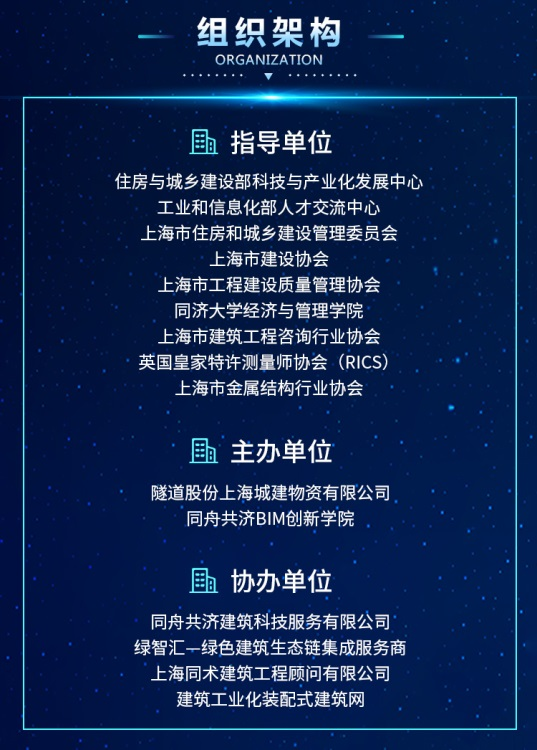 组织架构
ORGANIZATION
指导单位
住房与城乡建设部科技与产业化发展中心
工业和信息化部人才交流中心
上海市住房和城乡建设管理委员会
上海市建设协会
上海市工程建设质量管理协会
同济大学经济与管理学院
上海市建筑工程咨询行业协会
英国皇家特许测量师协会（RICS）
上海市金属结构行业协会
主办单位
隧道股份上海城建物资有限公司
同舟共济BIM创新学院
协办单位
同舟共济建筑科技服务有限公司
绿智汇—绿色建筑生态链集成服务商
上海同术建筑工程顾问有限公司
建筑工业化装配式建筑网